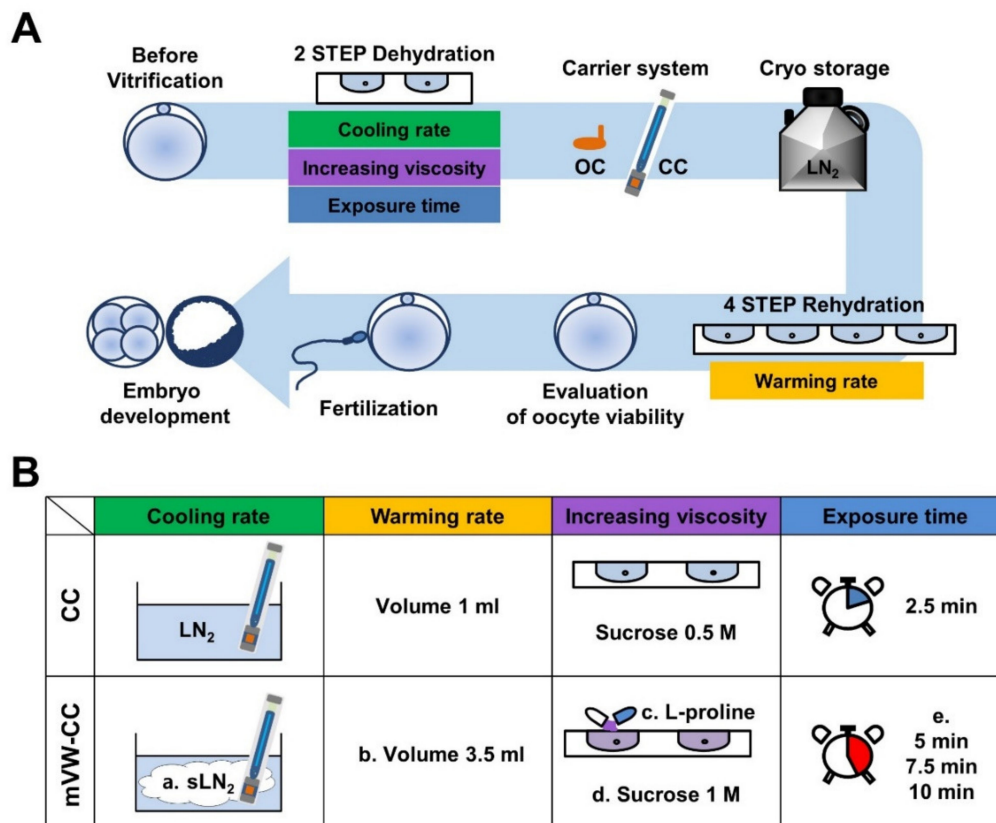 A
Before
Vitrification
2 STEP Dehydration
Cooling rate
Increasing viscosity
Exposure time
Carrier system
OC
CC
Cryo storage
LN₂
4 STEP Rehydration
Warming rate
Embryo
development
Fertilization
Evaluation
of oocyte viability
B
Cooling rate
Warming rate
Increasing viscosity
Exposure time
CC
LN₂
Volume 1 ml
Sucrose 0.5 M
2.5 min
mVW-CC
a. sLN₂
b. Volume 3.5 ml
c. L-proline
d. Sucrose 1 M
e.
5 min
7.5 min
10 min